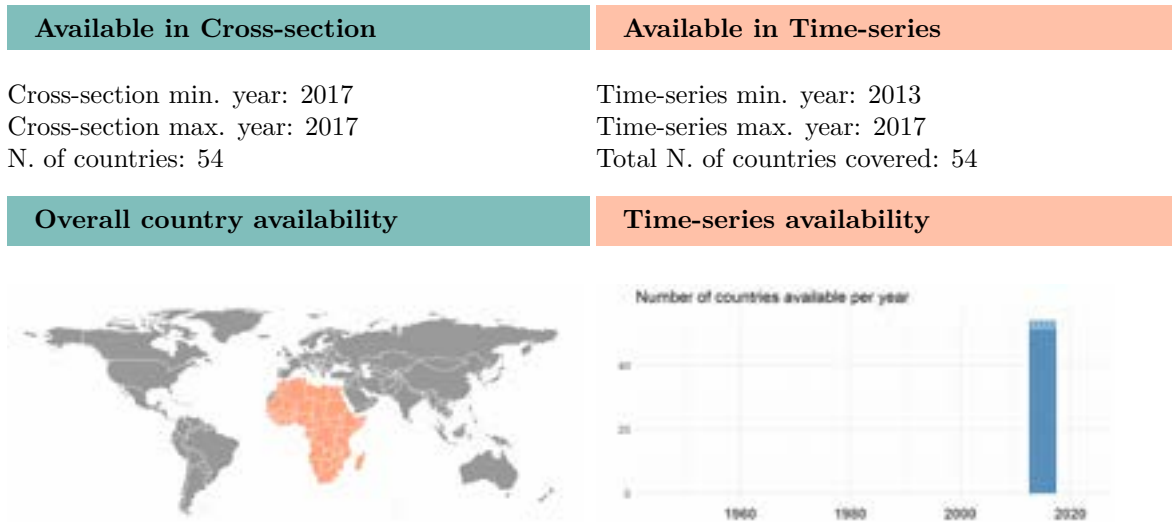 Available in Cross-section
Available in Time-series
Cross-section min. year: 2017
Cross-section max. year: 2017
N. of countries: 54
Time-series min. year: 2013
Time-series max. year: 2017
Total N. of countries covered: 54
Overall country availability
Time-series availability
Number of countries available per year
40
20
0
1960
1980
2000
2020